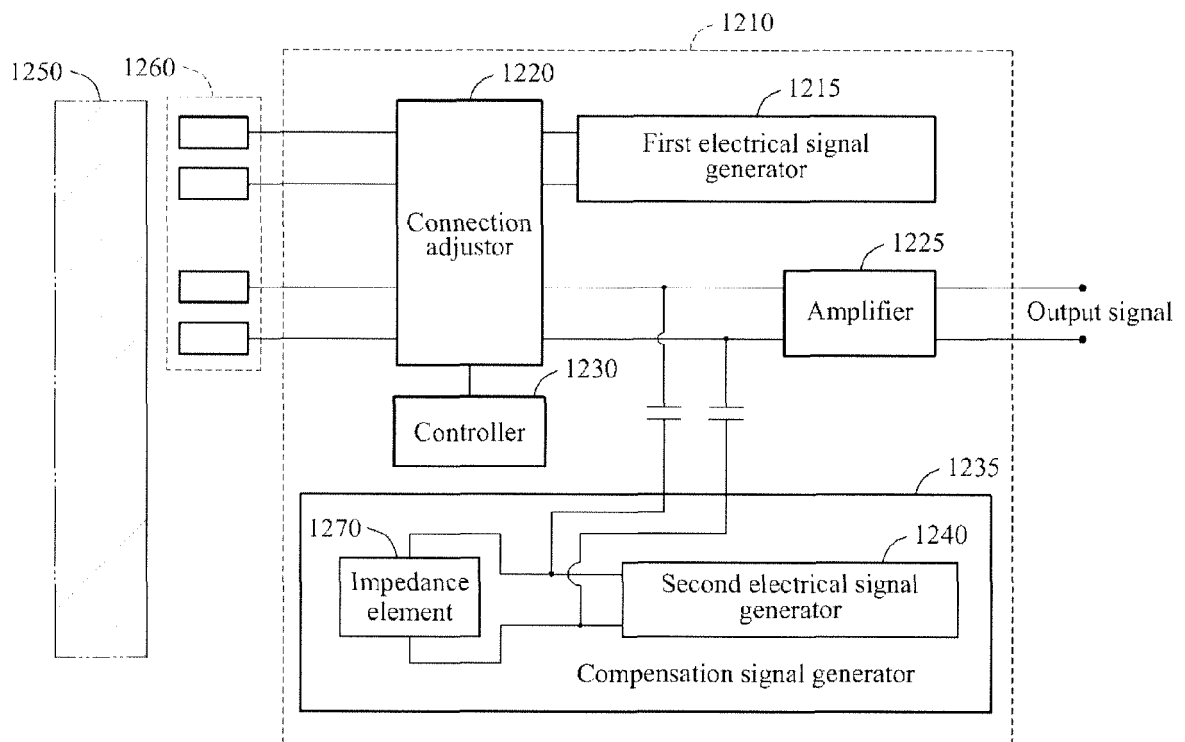 1210
1250
1260
1220
1215
First electrical signal
generator
Connection
adjustor
1225
Amplifier
Output signal
1230
Controller
1235
1270
1240
Impedance
element
Second electrical signal
generator
Compensation signal generator